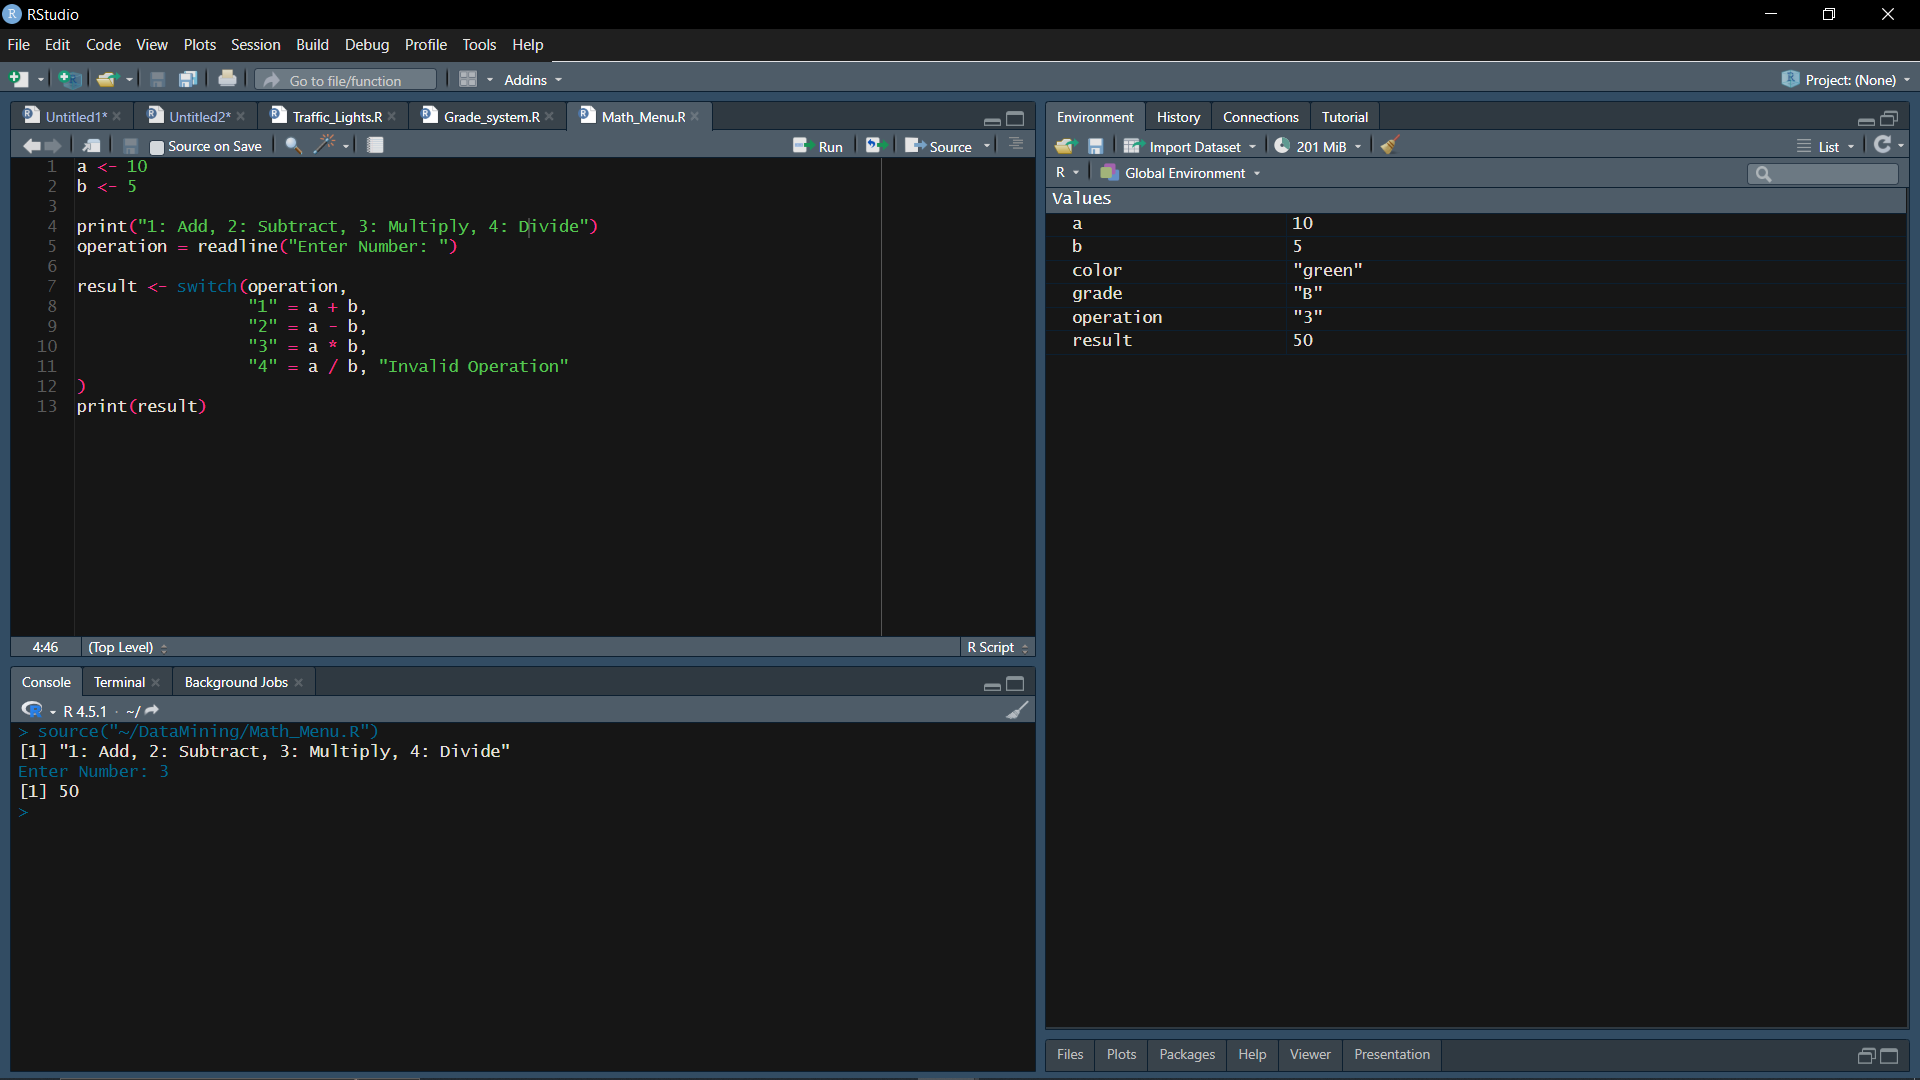 RStudio
File Edit Code View Plots Session Build Debug Profile Tools Help
Go to file/function Addins Project: (None)
Untitled1* Untitled2* Traffic_Lights.R Grade_system.R Math_Menu.R
Source on Save Run Source
1 a <- 10
2 b <- 5
3
4 print("1: Add, 2: Subtract, 3: Multiply, 4: Divide")
5 operation = readline("Enter Number: ")
6
7 result <- switch(operation,
8 "1" = a + b,
9 "2" = a - b,
10 "3" = a * b,
11 "4" = a / b, "Invalid Operation"
12 )
13 print(result)
4:46 (Top Level) R Script
Console Terminal Background Jobs
R 4.5.1 · ~/
> source("~/DataMining/Math_Menu.R")
[1] "1: Add, 2: Subtract, 3: Multiply, 4: Divide"
Enter Number: 3
[1] 50
>
Environment History Connections Tutorial
Import Dataset 201 MiB List
R Global Environment
Values
a 10
b 5
color "green"
grade "B"
operation "3"
result 50
Files Plots Packages Help Viewer Presentation